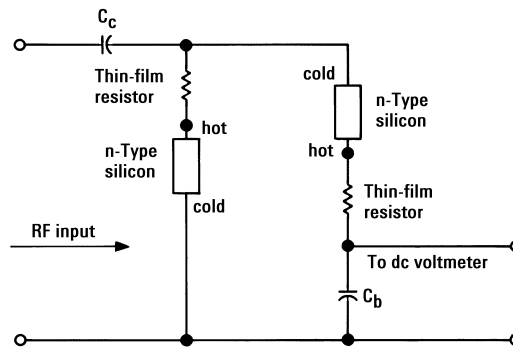 Cc
Thin-film
resistor
hot
n-Type
silicon
cold
cold
n-Type
silicon
hot
Thin-film
resistor
RF input
To dc voltmeter
Cb